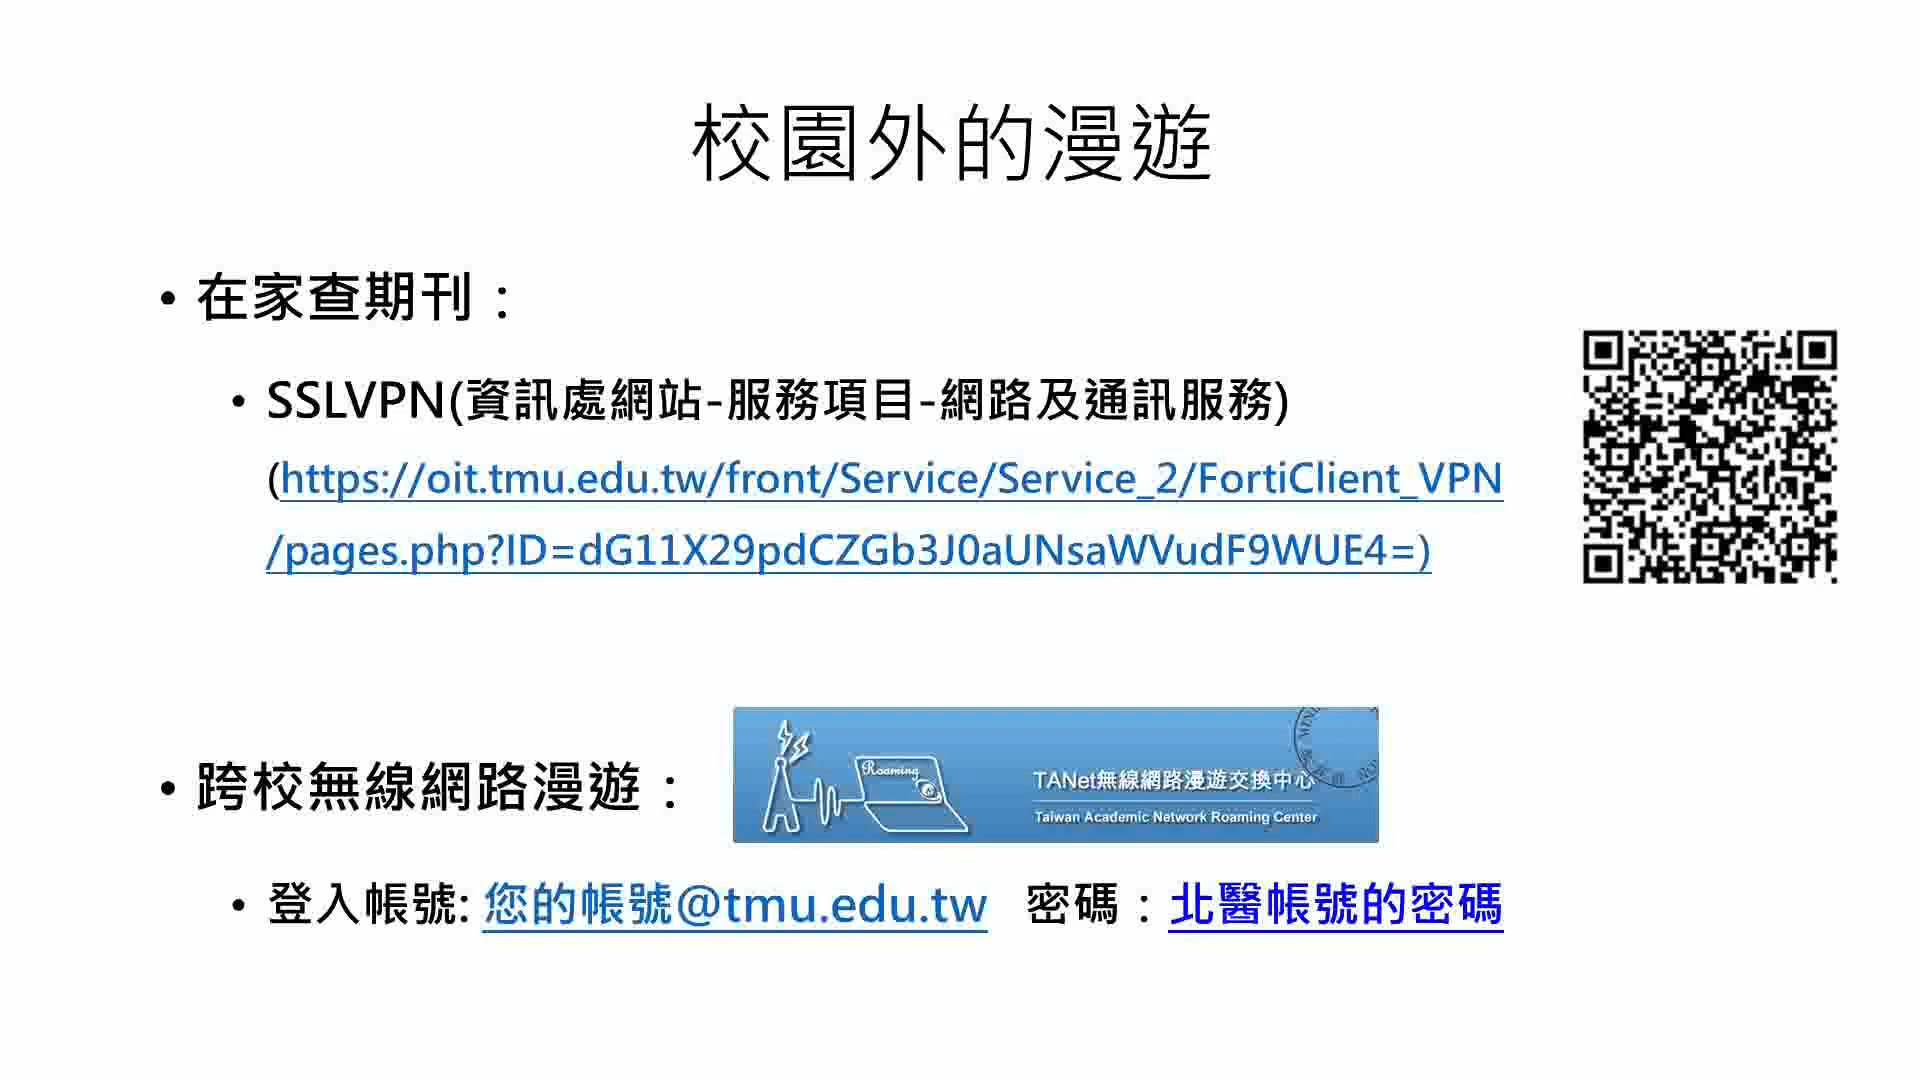 校園外的漫遊
• 在家查期刊：
• SSLVPN(資訊處網站-服務項目-網路及通訊服務)
(https://oit.tmu.edu.tw/front/Service/Service_2/FortiClient_VPN
/pages.php?ID=dG11X29pdCZGb3J0aUNsaWVudF9WUE4=)
• 跨校無線網路漫遊：
Roaming
TANet無線網路漫遊交換中心
Taiwan Academic Network Roaming Center
• 登入帳號: 您的帳號@tmu.edu.tw 密碼：北醫帳號的密碼